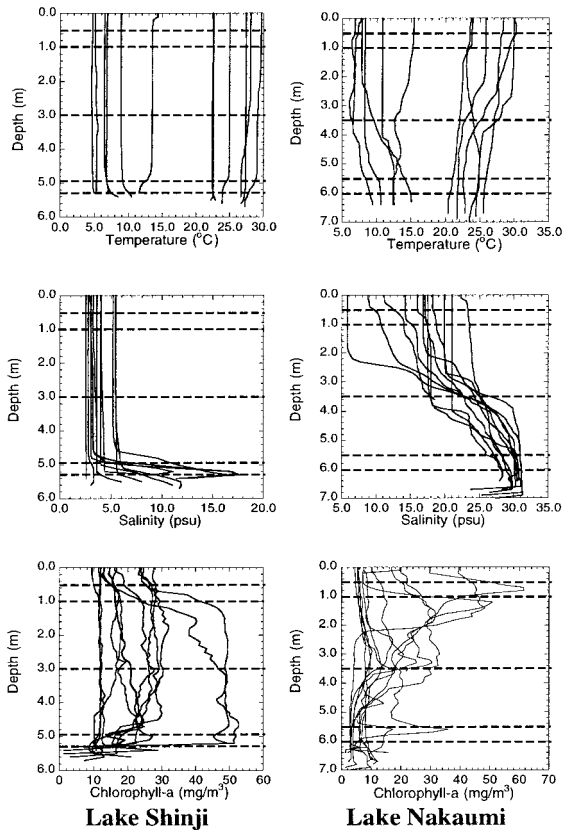 0.0
1.0
2.0
3.0
4.0
5.0
6.0
Depth (m)
0.0 5.0 10.0 15.0 20.0 25.0 30.0
Temperature (°C)
0.0
1.0
2.0
3.0
4.0
5.0
6.0
7.0
Depth (m)
5.0 10.0 15.0 20.0 25.0 30.0 35.0
Temperature (°C)
0.0
1.0
2.0
3.0
4.0
5.0
6.0
Depth (m)
0.0 5.0 10.0 15.0 20.0
Salinity (psu)
0.0
1.0
2.0
3.0
4.0
5.0
6.0
7.0
Depth (m)
5.0 10.0 15.0 20.0 25.0 30.0 35.0
Salinity (psu)
0.0
1.0
2.0
3.0
4.0
5.0
6.0
Depth (m)
0 10 20 30 40 50 60
Chlorophyll-a (mg/m³)
0.0
1.0
2.0
3.0
4.0
5.0
6.0
7.0
Depth (m)
0 10 20 30 40 50 60 70
Chlorophyll-a (mg/m³)
Lake Shinji
Lake Nakaumi